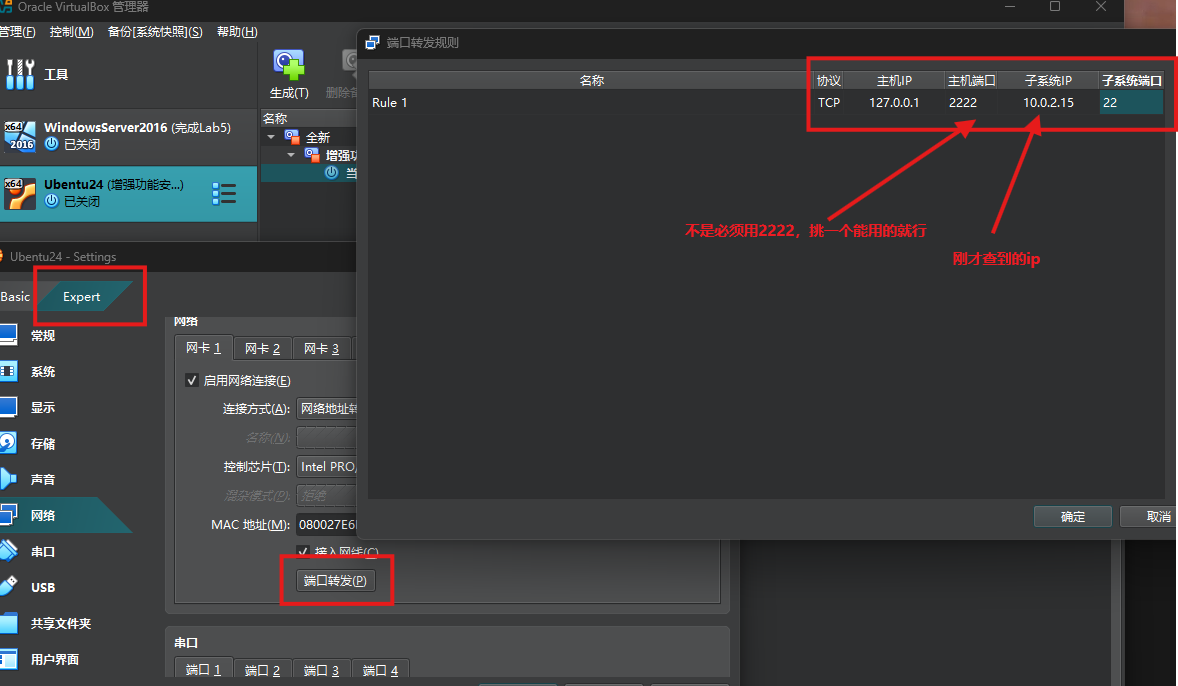 Oracle VirtualBox 管理器
管理(F) 控制(M) 备份[系统快照](S) 帮助(H)
工具
生成(T)
名称
全新
x64
2016
WindowsServer2016 (完成Lab5)
已关闭
x64
Ubentu24 (增强功能安...)
已关闭
端口转发规则
名称 协议 主机IP 主机端口 子系统IP 子系统端口
Rule 1 TCP 127.0.0.1 2222 10.0.2.15 22
不是必须用2222，挑一个能用的就行
刚才查到的ip
确定 取消
Ubentu24 - Settings
Basic Expert
常规
系统
显示
存储
声音
网络
串口
USB
共享文件夹
用户界面
网络
网卡 1 网卡 2 网卡 3
启用网络连接(E)
连接方式(A): 网络地址转
名称(N):
控制芯片(T): Intel PRO,
混杂模式(P): 拒绝
MAC 地址(M): 080027E6
接入网线(C)
端口转发(P)
串口
端口 1 端口 2 端口 3 端口 4